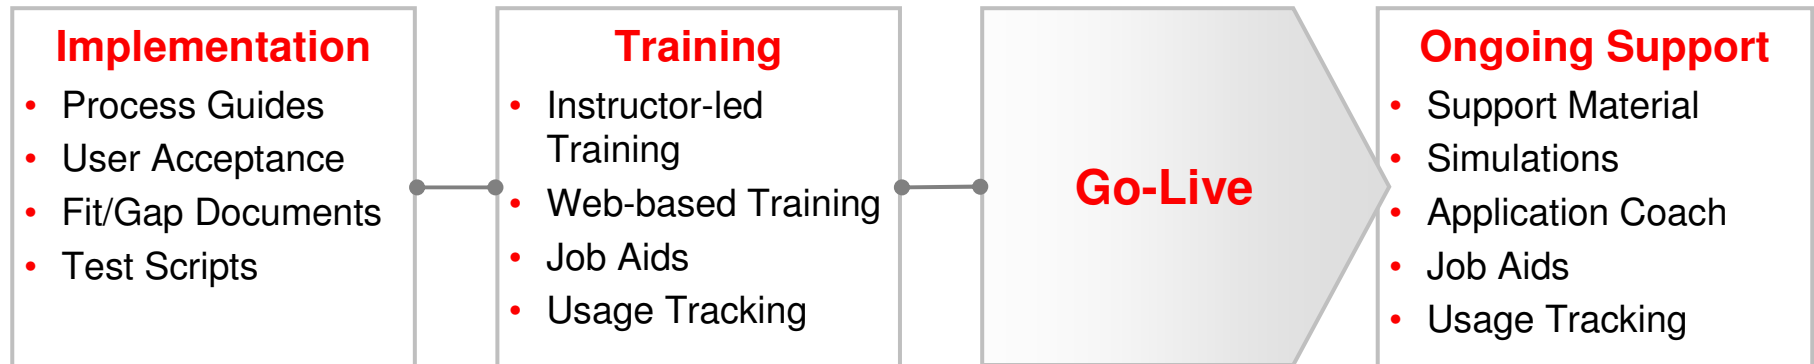 Implementation
• Process Guides
• User Acceptance
• Fit/Gap Documents
• Test Scripts
Training
• Instructor-led
Training
• Web-based Training
• Job Aids
• Usage Tracking
Go-Live
Ongoing Support
• Support Material
• Simulations
• Application Coach
• Job Aids
• Usage Tracking